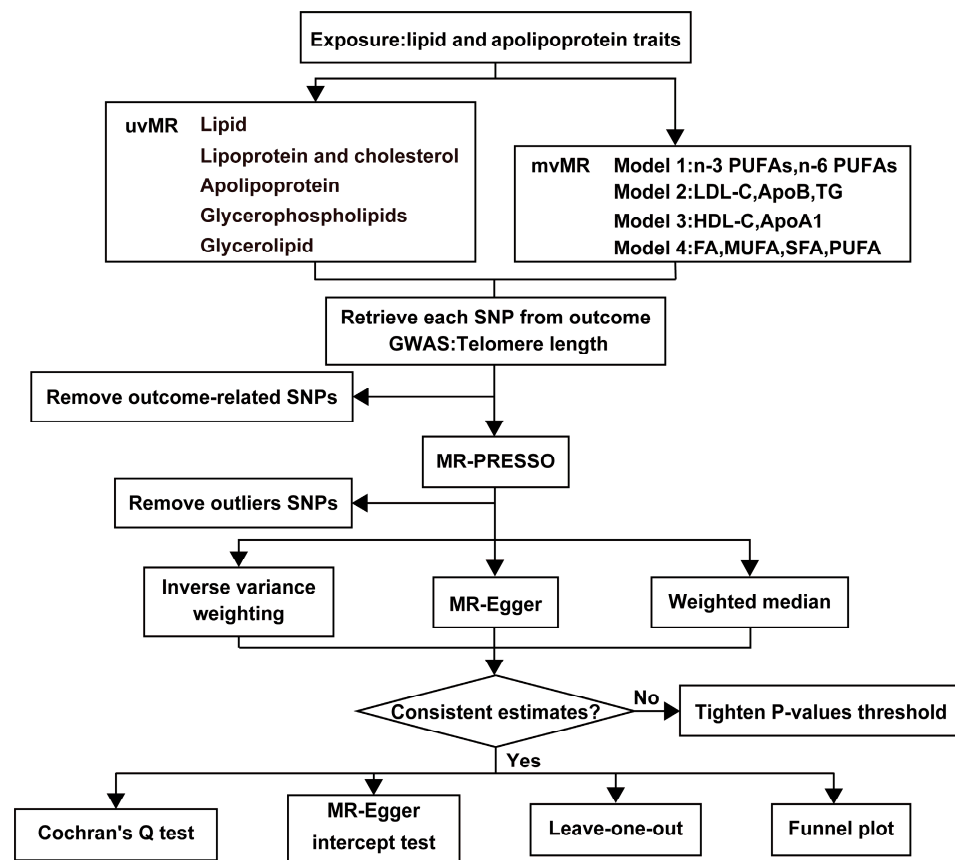 Exposure:lipid and apolipoprotein traits
uvMR Lipid
Lipoprotein and cholesterol
Apolipoprotein
Glycerophospholipids
Glycerolipid
mvMR Model 1:n-3 PUFAs,n-6 PUFAs
Model 2:LDL-C,ApoB,TG
Model 3:HDL-C,ApoA1
Model 4:FA,MUFA,SFA,PUFA
Retrieve each SNP from outcome
GWAS:Telomere length
Remove outcome-related SNPs
MR-PRESSO
Remove outliers SNPs
Inverse variance
weighting
MR-Egger
Weighted median
Consistent estimates?
No
Tighten P-values threshold
Yes
Cochran's Q test
MR-Egger
intercept test
Leave-one-out
Funnel plot